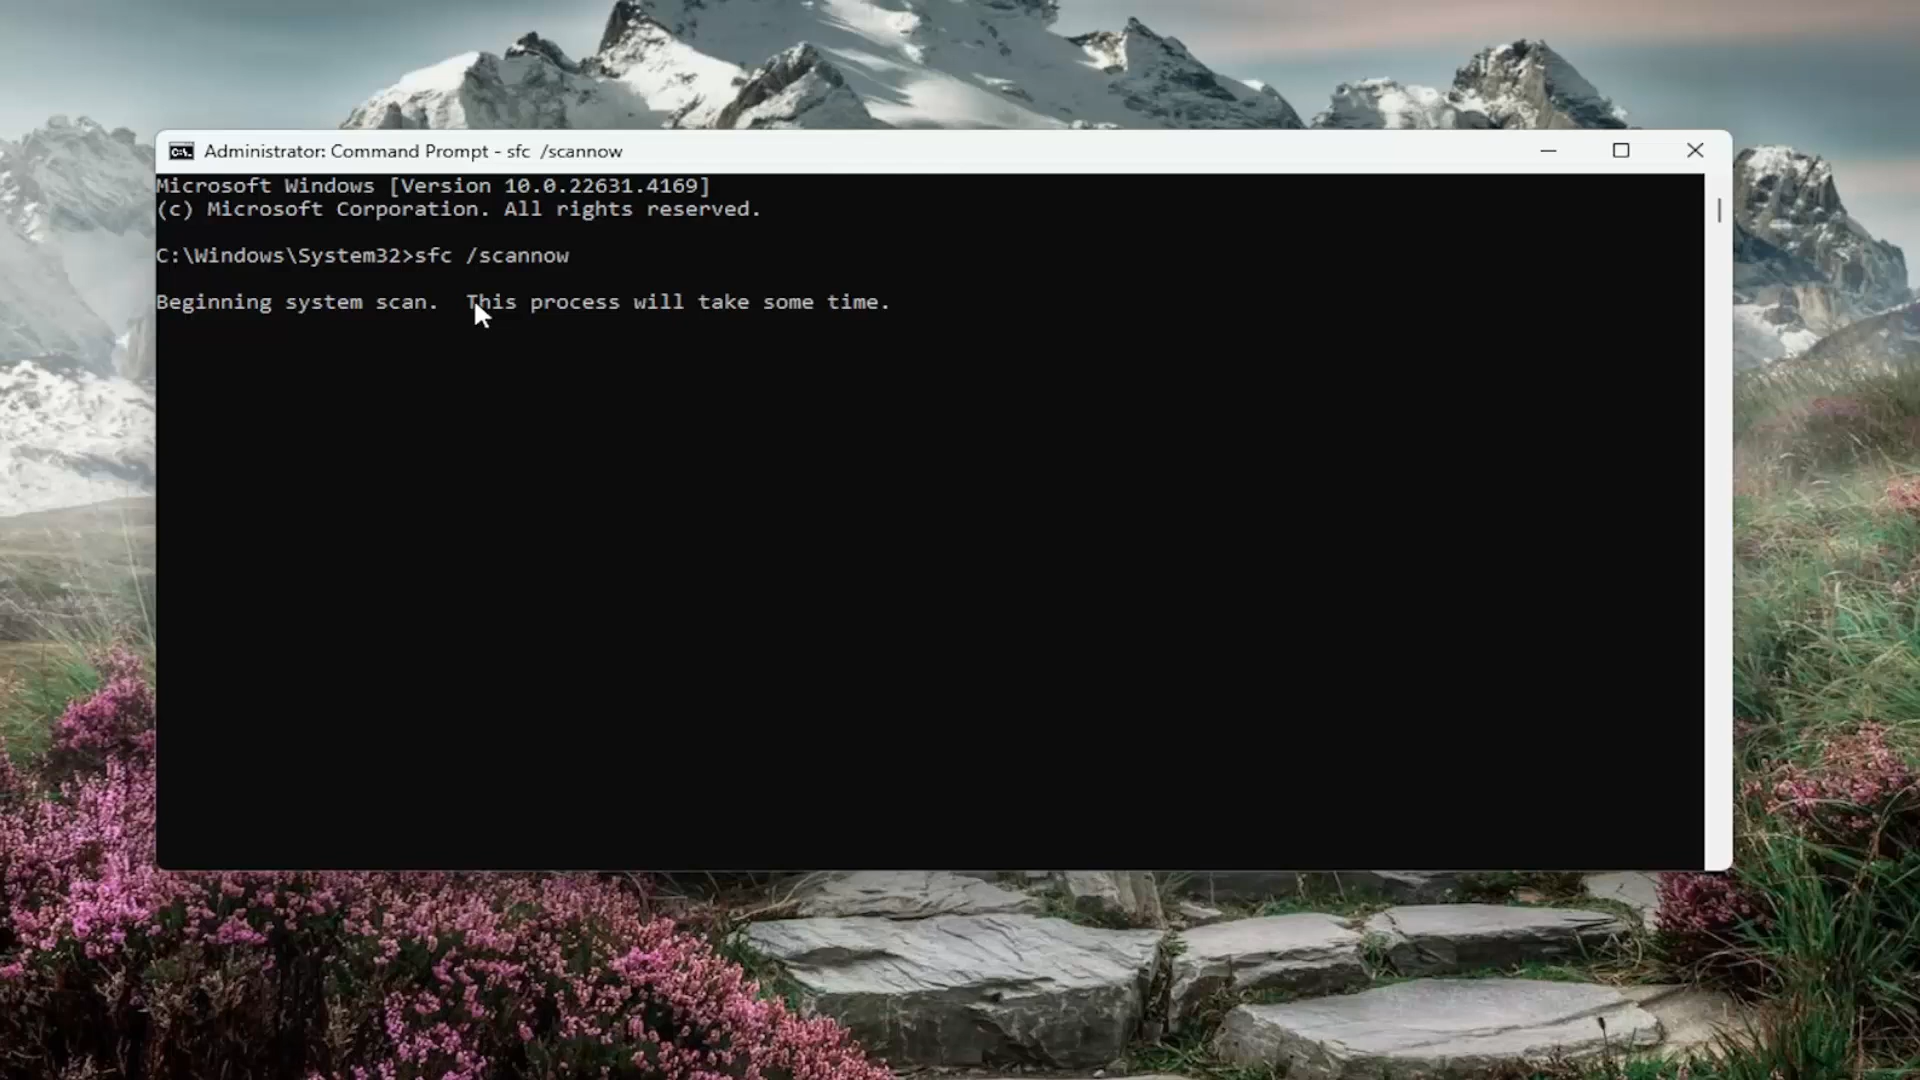 Administrator: Command Prompt - sfc  /scannow
Microsoft Windows [Version 10.0.22631.4169]
(c) Microsoft Corporation. All rights reserved.
C:\Windows\System32>sfc /scannow
Beginning system scan.  This process will take some time.